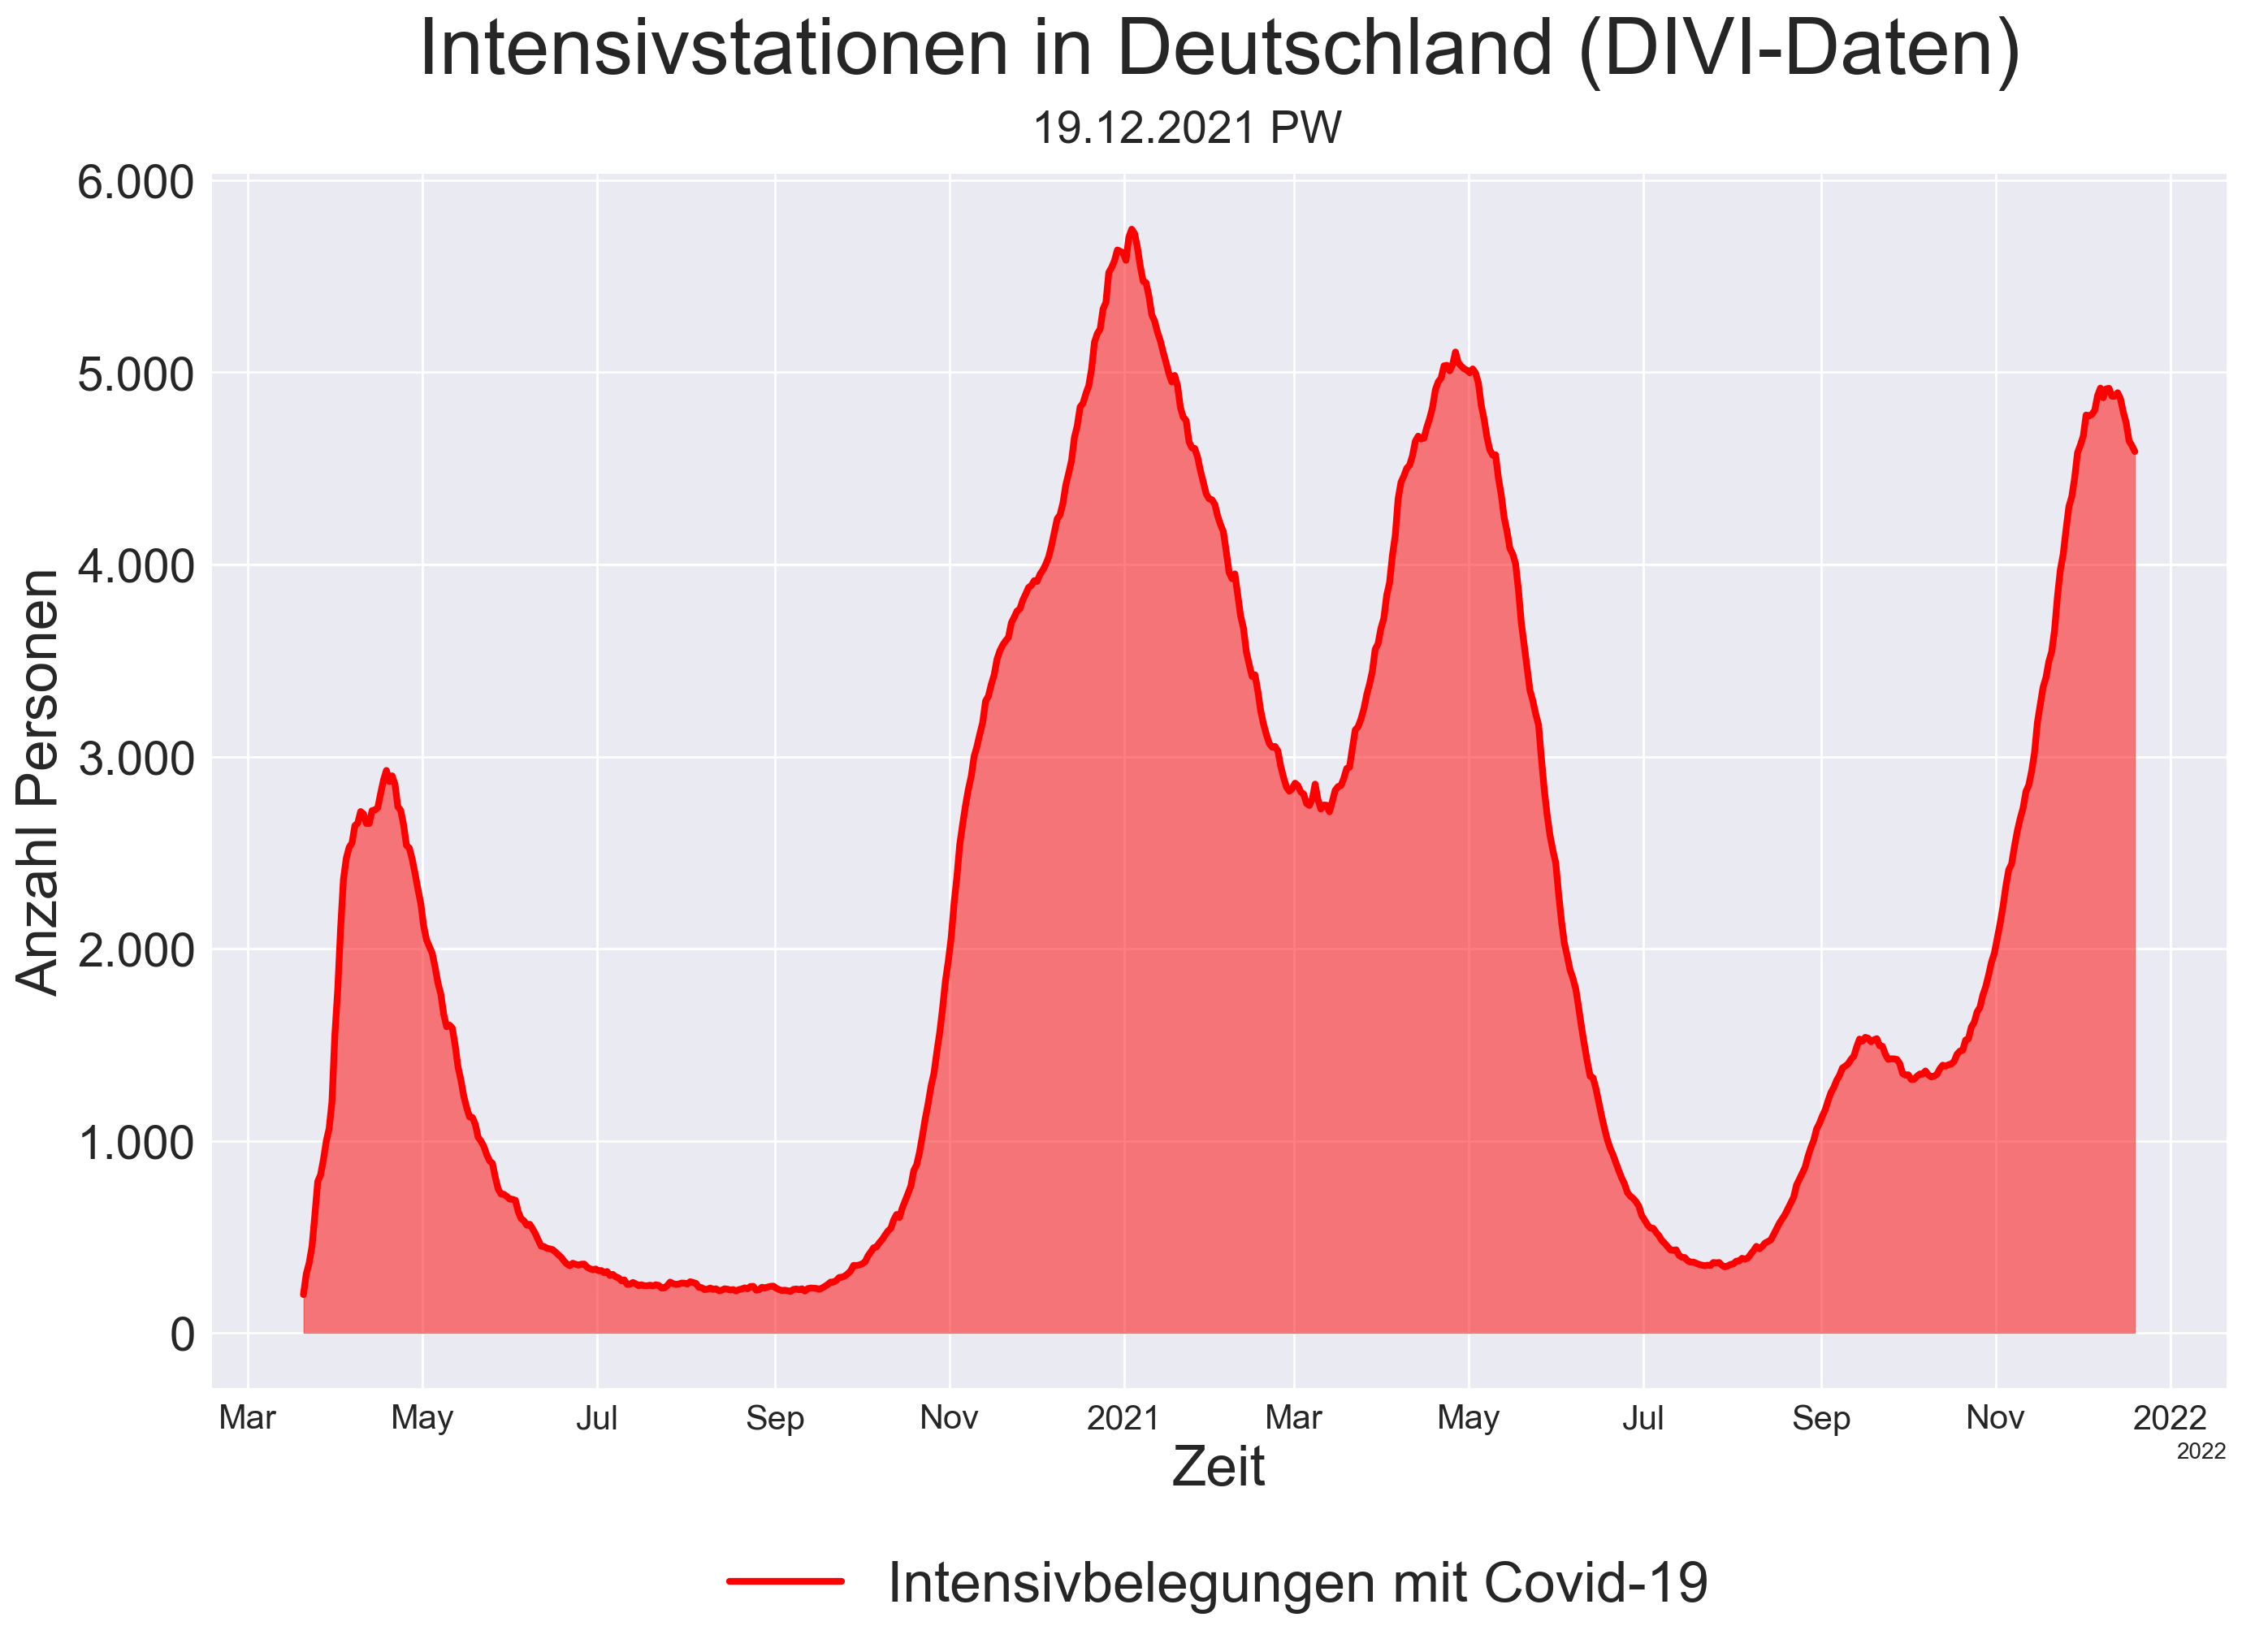 Intensivstationen in Deutschland (DIVI-Daten)
19.12.2021 PW
Anzahl Personen
6.000
5.000
4.000
3.000
2.000
1.000
0
Mar May Jul Sep Nov 2021 Mar May Jul Sep Nov 2022
2022
Zeit
Intensivbelegungen mit Covid-19